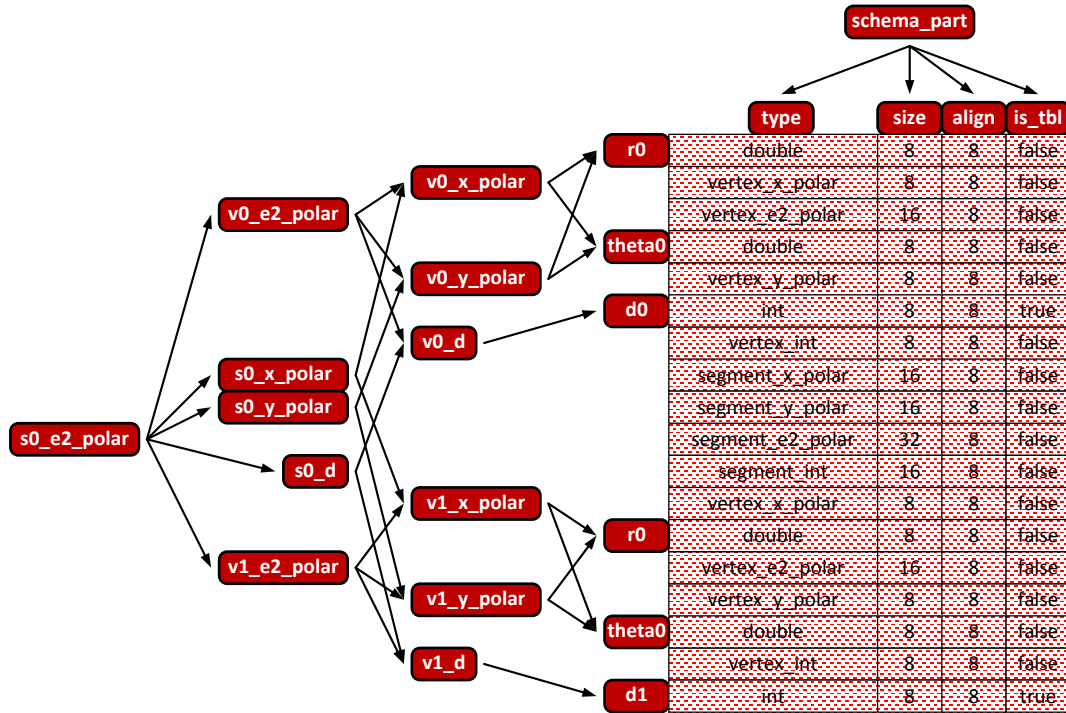 schema_part
type size align is_tbl
r0 double 8 8 false
v0_x_polar vertex_x_polar 8 8 false
v0_e2_polar vertex_e2_polar 16 8 false
theta0 double 8 8 false
v0_y_polar vertex_y_polar 8 8 false
d0 int 8 8 true
v0_d vertex_int 8 8 false
s0_x_polar segment_x_polar 16 8 false
s0_y_polar segment_y_polar 16 8 false
s0_e2_polar segment_e2_polar 32 8 false
s0_d segment_int 16 8 false
v1_x_polar vertex_x_polar 8 8 false
r0 double 8 8 false
v1_e2_polar vertex_e2_polar 16 8 false
v1_y_polar vertex_y_polar 8 8 false
theta0 double 8 8 false
v1_d vertex_int 8 8 false
d1 int 8 8 true